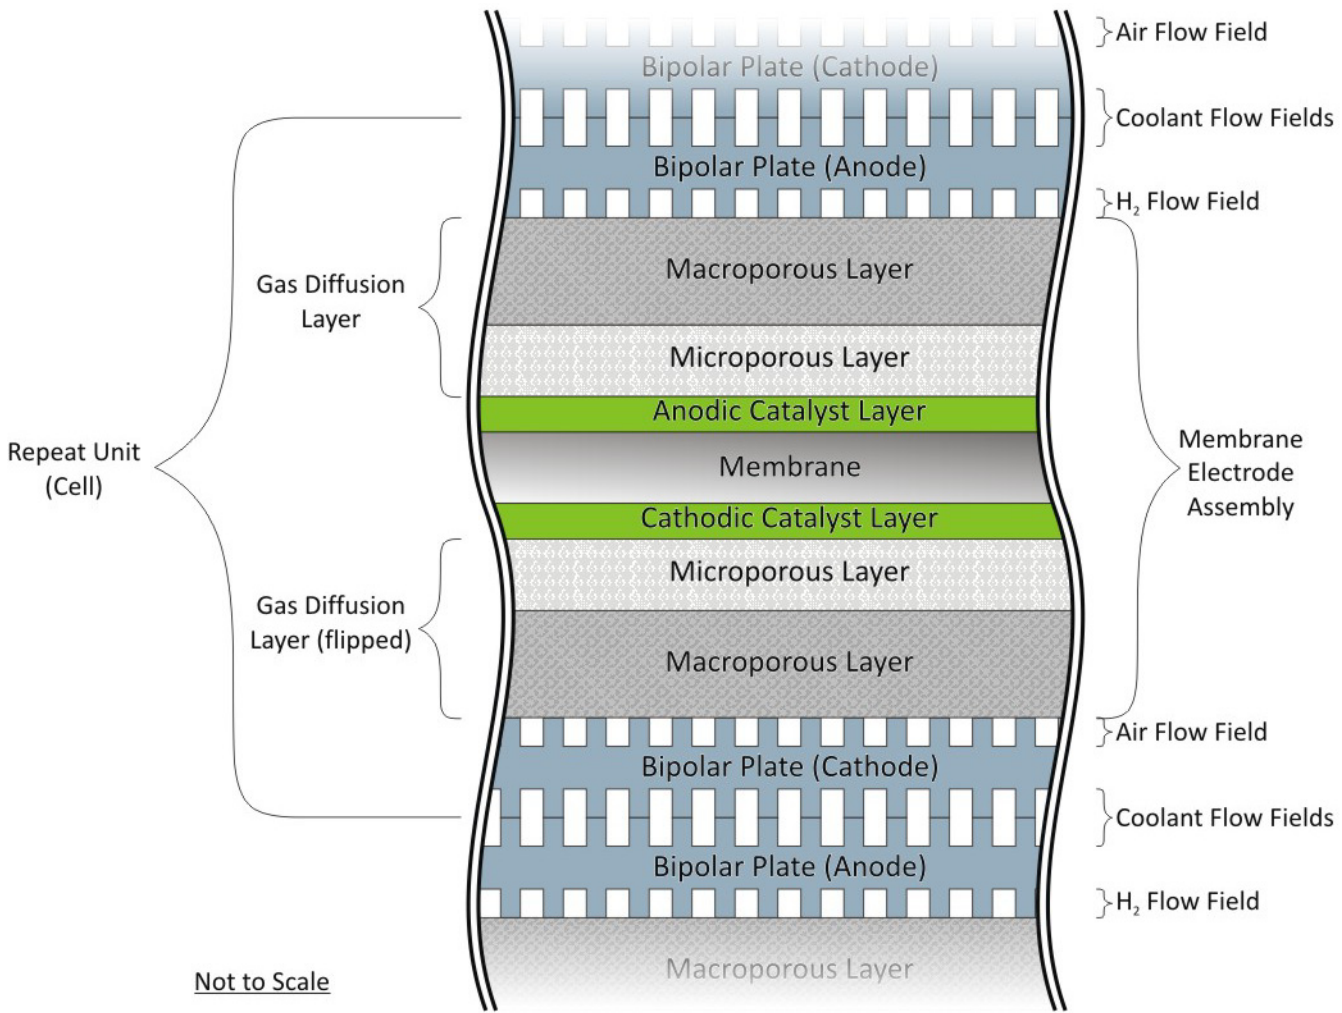 Air Flow Field
Bipolar Plate (Cathode)
Coolant Flow Fields
Bipolar Plate (Anode)
H₂ Flow Field
Gas Diffusion
Layer
Macroporous Layer
Microporous Layer
Anodic Catalyst Layer
Repeat Unit
(Cell)
Membrane
Membrane
Electrode
Assembly
Cathodic Catalyst Layer
Gas Diffusion
Layer (flipped)
Microporous Layer
Macroporous Layer
Air Flow Field
Bipolar Plate (Cathode)
Coolant Flow Fields
Bipolar Plate (Anode)
H₂ Flow Field
Macroporous Layer
Not to Scale